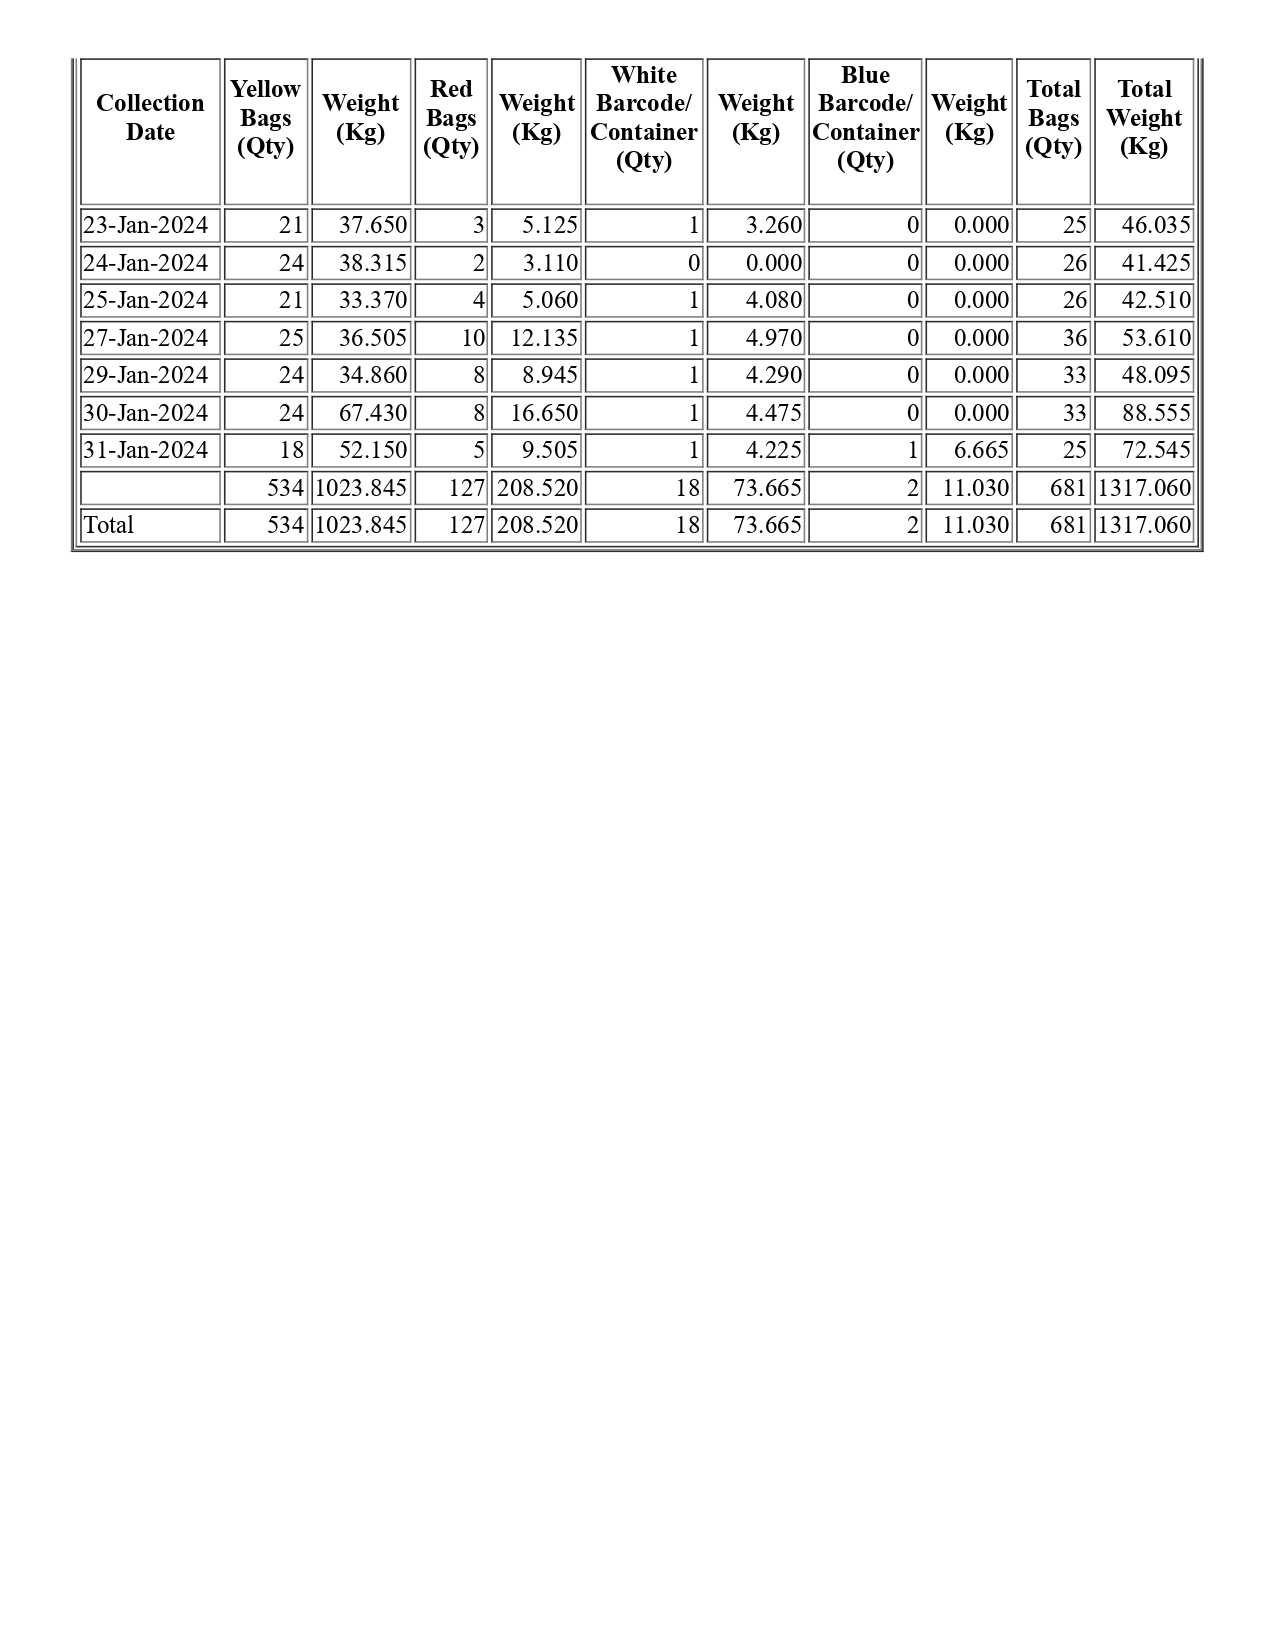 Collection Date | Yellow Bags (Qty) | Weight (Kg) | Red Bags (Qty) | Weight (Kg) | White Barcode/ Container (Qty) | Weight (Kg) | Blue Barcode/ Container (Qty) | Weight (Kg) | Total Bags (Qty) | Total Weight (Kg)
23-Jan-2024 | 21 | 37.650 | 3 | 5.125 | 1 | 3.260 | 0 | 0.000 | 25 | 46.035
24-Jan-2024 | 24 | 38.315 | 2 | 3.110 | 0 | 0.000 | 0 | 0.000 | 26 | 41.425
25-Jan-2024 | 21 | 33.370 | 4 | 5.060 | 1 | 4.080 | 0 | 0.000 | 26 | 42.510
27-Jan-2024 | 25 | 36.505 | 10 | 12.135 | 1 | 4.970 | 0 | 0.000 | 36 | 53.610
29-Jan-2024 | 24 | 34.860 | 8 | 8.945 | 1 | 4.290 | 0 | 0.000 | 33 | 48.095
30-Jan-2024 | 24 | 67.430 | 8 | 16.650 | 1 | 4.475 | 0 | 0.000 | 33 | 88.555
31-Jan-2024 | 18 | 52.150 | 5 | 9.505 | 1 | 4.225 | 1 | 6.665 | 25 | 72.545
 | 534 | 1023.845 | 127 | 208.520 | 18 | 73.665 | 2 | 11.030 | 681 | 1317.060
Total | 534 | 1023.845 | 127 | 208.520 | 18 | 73.665 | 2 | 11.030 | 681 | 1317.060